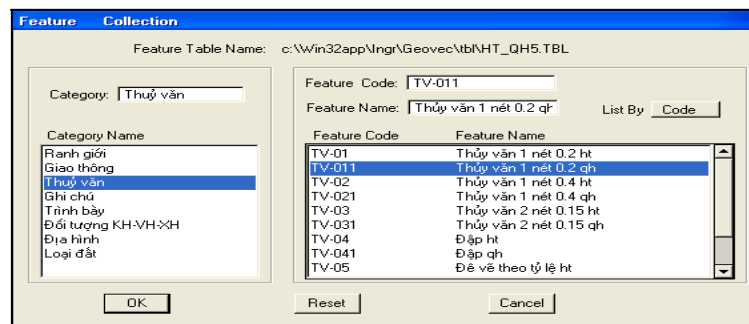 Feature Collection
Feature Table Name: c:\Win32app\Ingr\Geovec\tbl\HT_QH5.TBL
Category: Thuỷ văn
Feature Code: TV-011
Feature Name: Thủy văn 1 nét 0.2 qh
List By Code
Category Name
Ranh giới
Giao thông
Thuỷ văn
Ghi chú
Trình bày
Đối tượng KH-VH-XH
Địa hình
Loại đất
Feature Code Feature Name
TV-01 Thủy văn 1 nét 0.2 ht
TV-011 Thủy văn 1 nét 0.2 qh
TV-02 Thủy văn 1 nét 0.4 ht
TV-021 Thủy văn 1 nét 0.4 qh
TV-03 Thủy văn 2 nét 0.15 ht
TV-031 Thủy văn 2 nét 0.15 qh
TV-04 Đập ht
TV-041 Đập qh
TV-05 Đê vẽ theo tỷ lệ ht
OK Reset Cancel